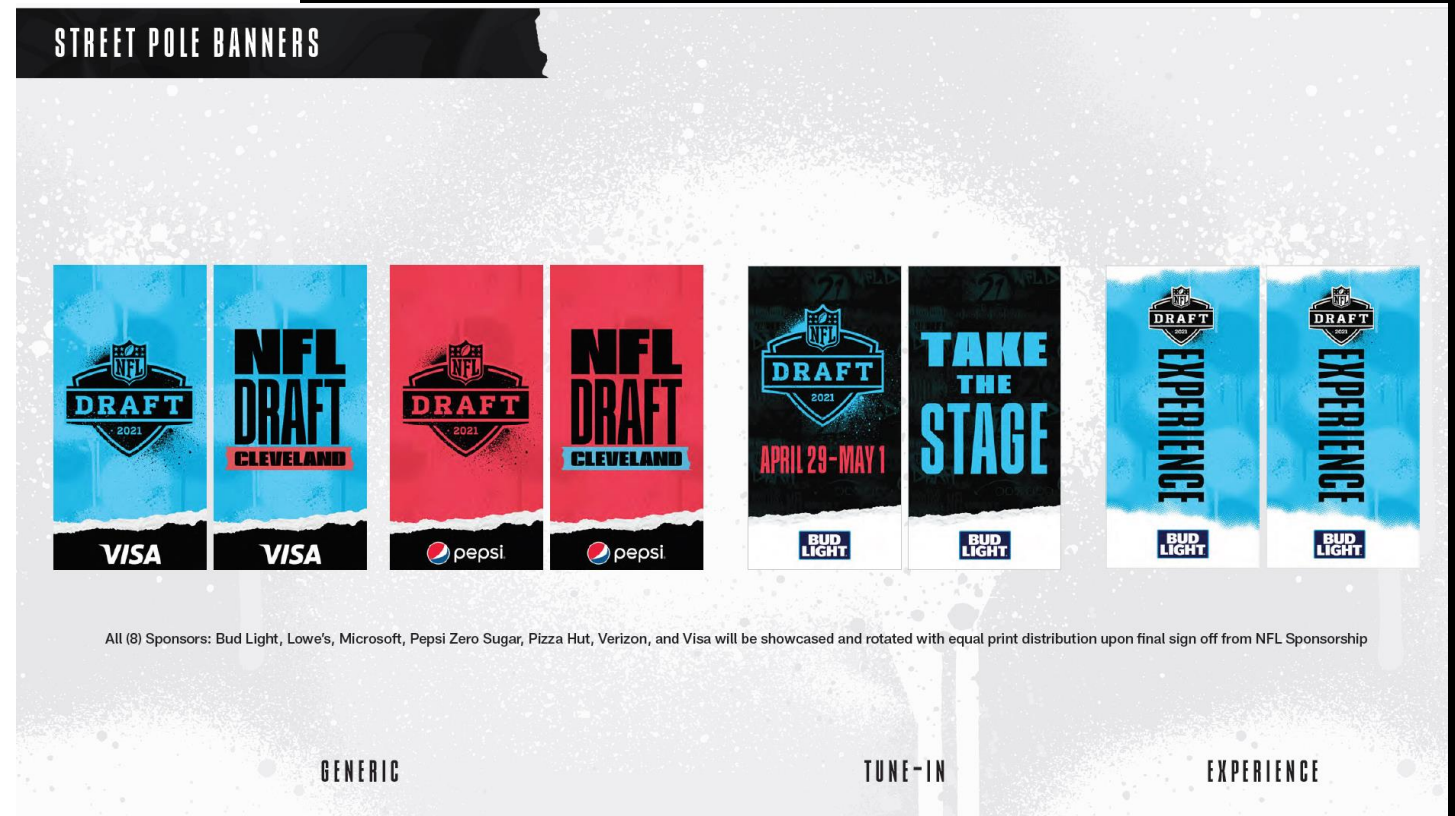 STREET POLE BANNERS
NFL
DRAFT
2021
VISA
NFL
DRAFT
CLEVELAND
VISA
NFL
DRAFT
2021
pepsi
NFL
DRAFT
CLEVELAND
pepsi
NFL
DRAFT
2021
APRIL 29-MAY 1
BUD
LIGHT
TAKE
THE
STAGE
BUD
LIGHT
NFL
DRAFT
2021
EXPERIENCE
BUD
LIGHT
NFL
DRAFT
2021
EXPERIENCE
BUD
LIGHT
All (8) Sponsors: Bud Light, Lowe's, Microsoft, Pepsi Zero Sugar, Pizza Hut, Verizon, and Visa will be showcased and rotated with equal print distribution upon final sign off from NFL Sponsorship
GENERIC
TUNE-IN
EXPERIENCE